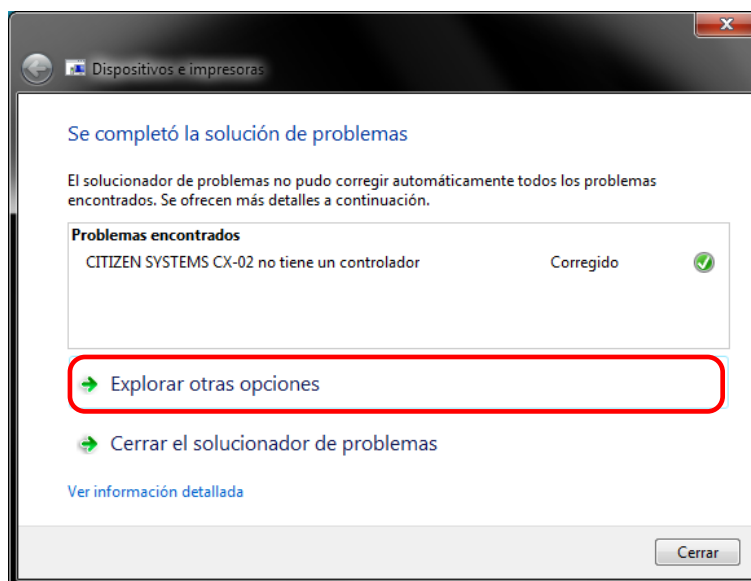 Dispositivos e impresoras
Se completó la solución de problemas
El solucionador de problemas no pudo corregir automáticamente todos los problemas
encontrados. Se ofrecen más detalles a continuación.
Problemas encontrados
CITIZEN SYSTEMS CX-02 no tiene un controlador Corregido
Explorar otras opciones
Cerrar el solucionador de problemas
Ver información detallada
Cerrar